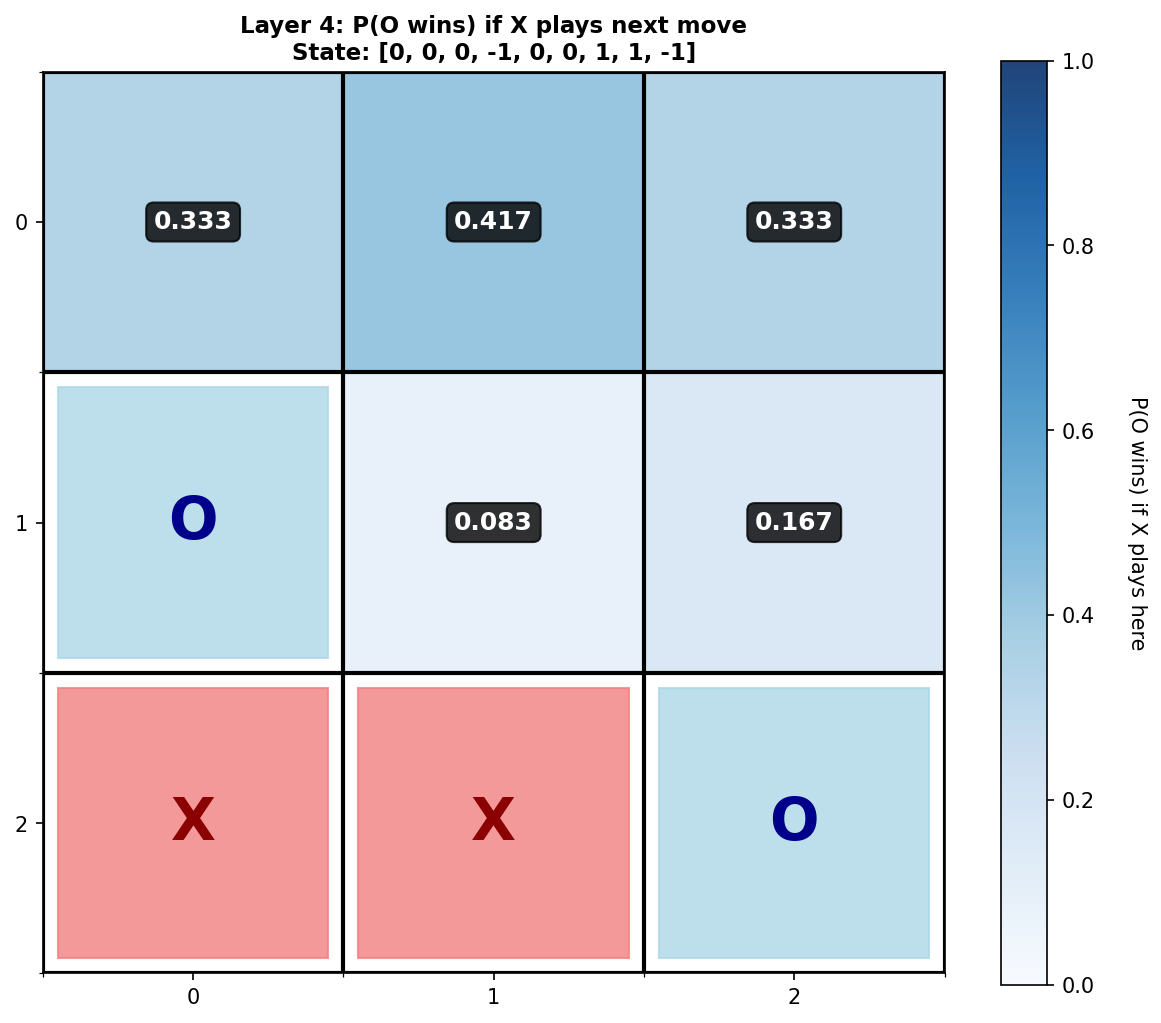 Layer 4: P(O wins) if X plays next move
State: [0, 0, 0, -1, 0, 0, 1, 1, -1]
0.333 0.417 0.333
O 0.083 0.167
X X O
0
1
2
0 1 2
1.0
0.8
0.6
0.4
0.2
0.0
P(O wins) if X plays here